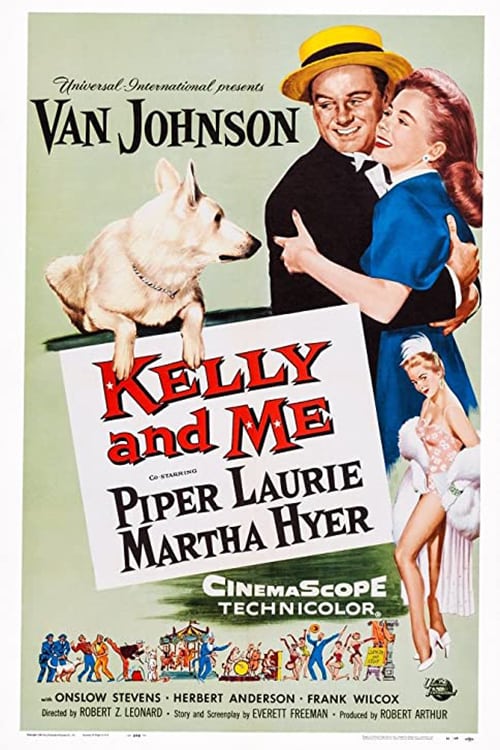 Universal-International presents
VAN JOHNSON
KELLY
and ME
CO-STARRING
PIPER LAURIE
MARTHA HYER
CINEMASCOPE
TECHNICOLOR®
with ONSLOW STEVENS • HERBERT ANDERSON • FRANK WILCOX
Directed by ROBERT Z. LEONARD • Story and Screenplay by EVERETT FREEMAN • Produced by ROBERT ARTHUR